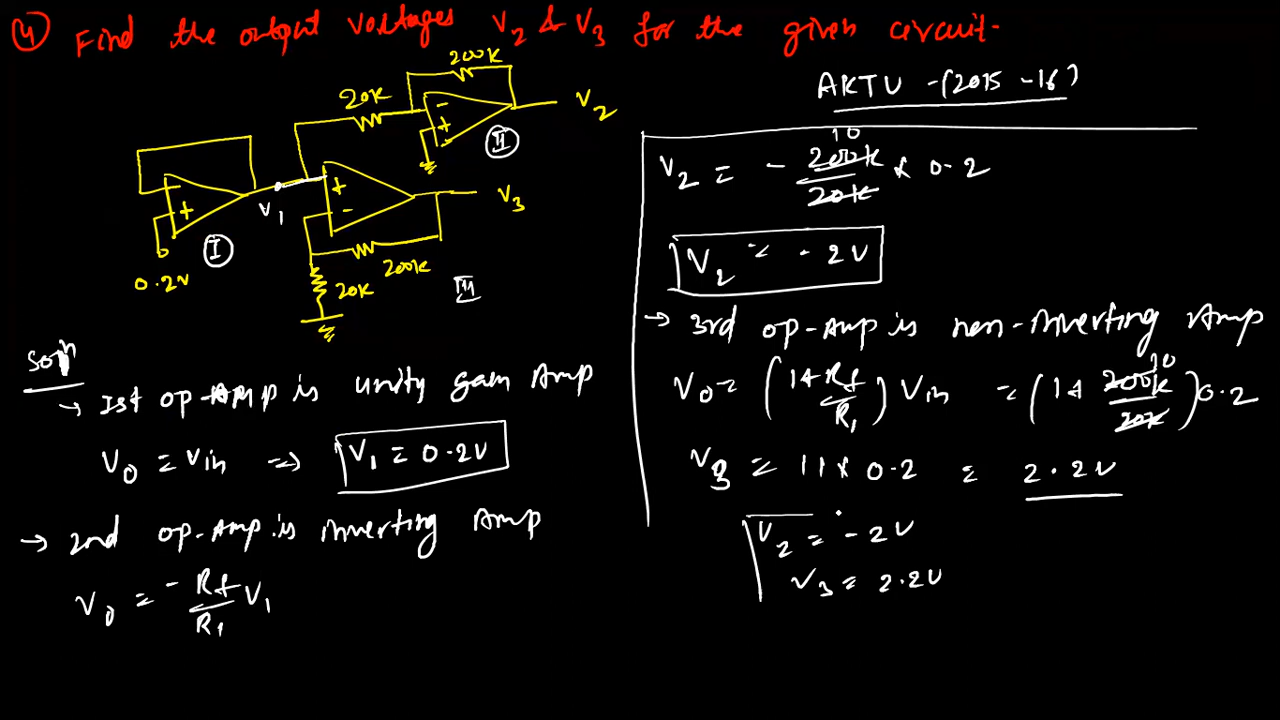 ④ Find the output voltages V2 & V3 for the given circuit-
AKTU -(2015 -16)
200K
20K
- + II V2
V1
- + I
0.2V
+ - V3
200K
20K III
Soln
→ Ist op-Amp is unity gain Amp
V0 = Vin => V1 = 0.2V
→ 2nd op-Amp is inverting Amp
V0 = - Rf/R1 V1
V2 = - 200K/20K × 0.2
10
V2 = - 2V
→ 3rd op-Amp is non-inverting Amp
V0 = (1+ Rf/R1) Vin = (1+ 200K/20K) 0.2
10
V3 = 11 × 0.2 = 2.2V
V2 = - 2V
V3 = 2.2V